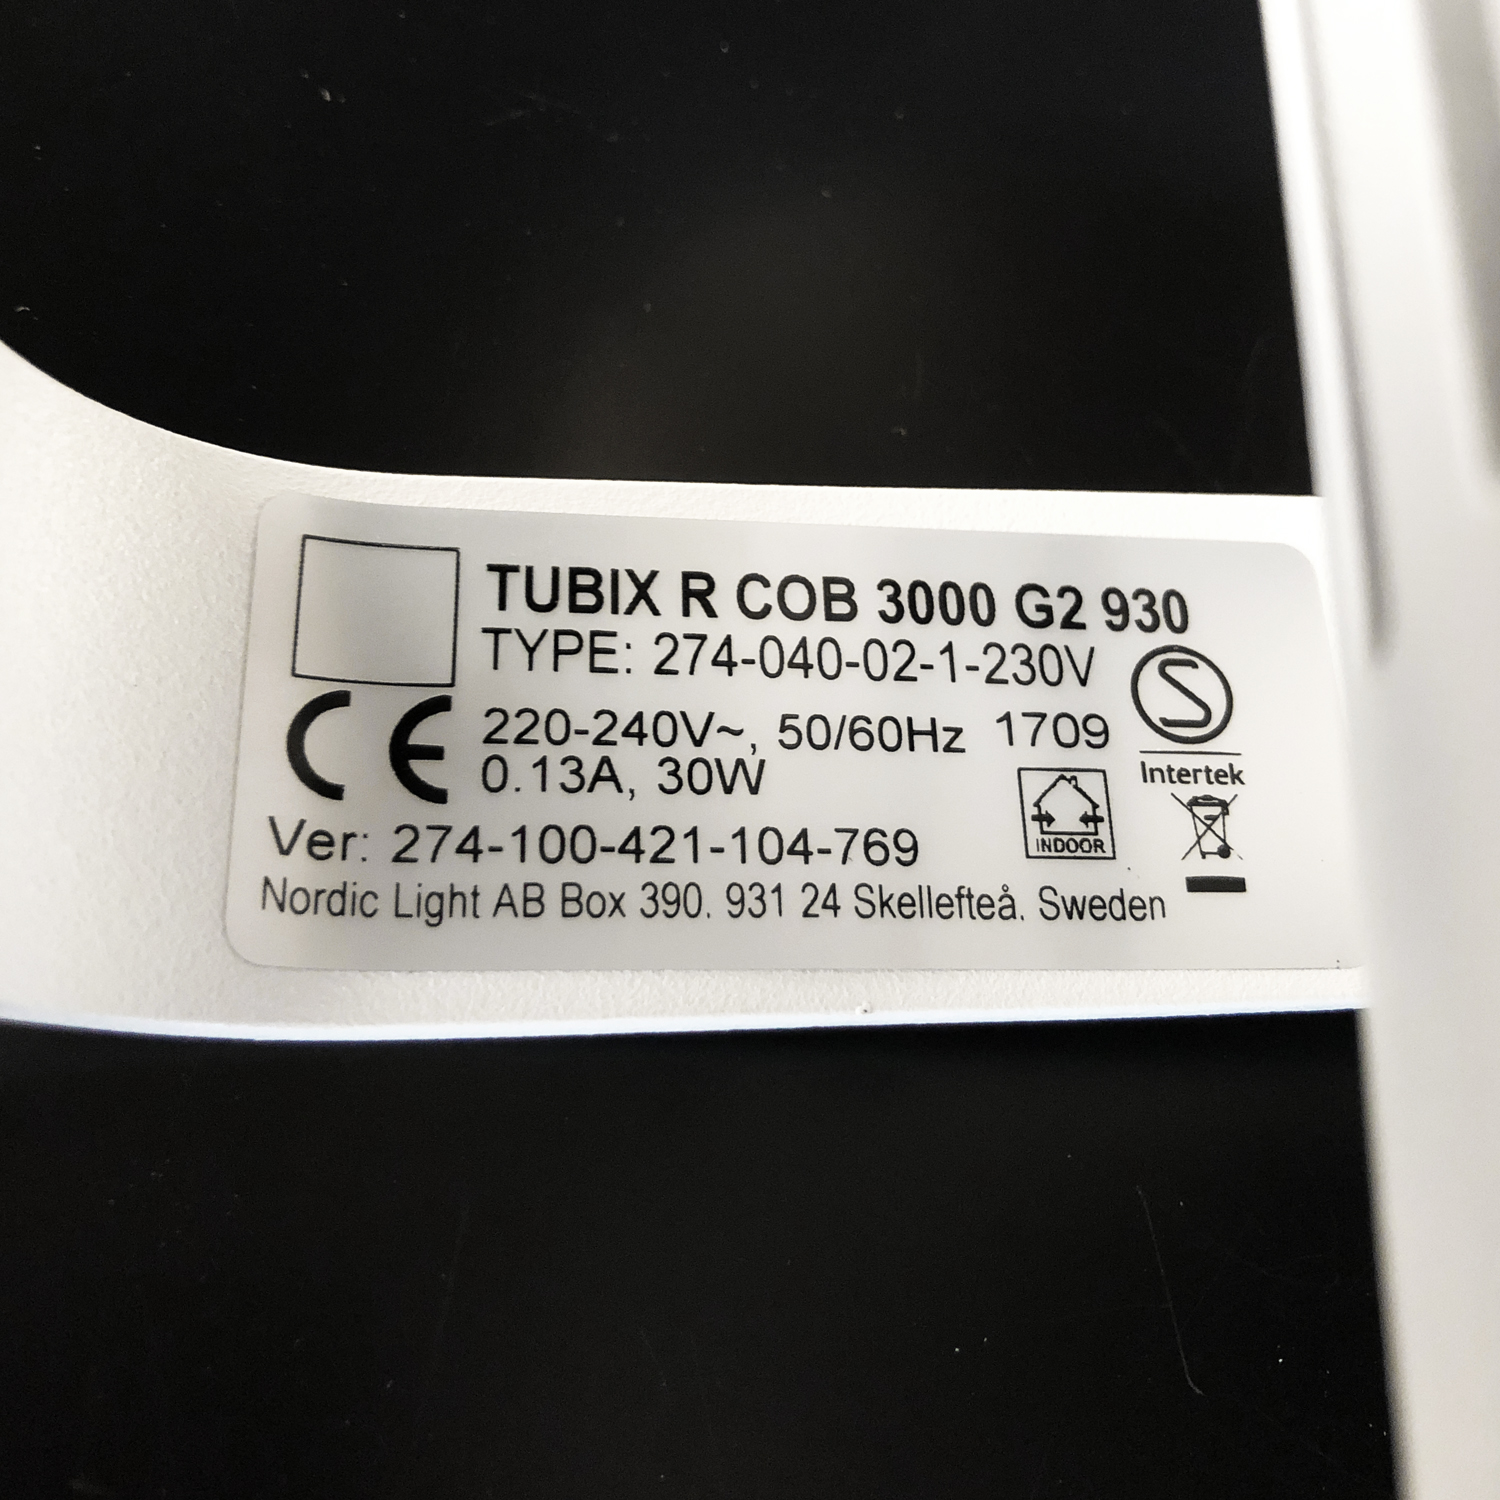 TUBIX R COB 3000 G2 930
TYPE: 274-040-02-1-230V
S
CE 220-240V~, 50/60Hz 1709
0.13A, 30W
Intertek
INDOOR
Ver: 274-100-421-104-769
Nordic Light AB Box 390. 931 24 Skellefteå. Sweden